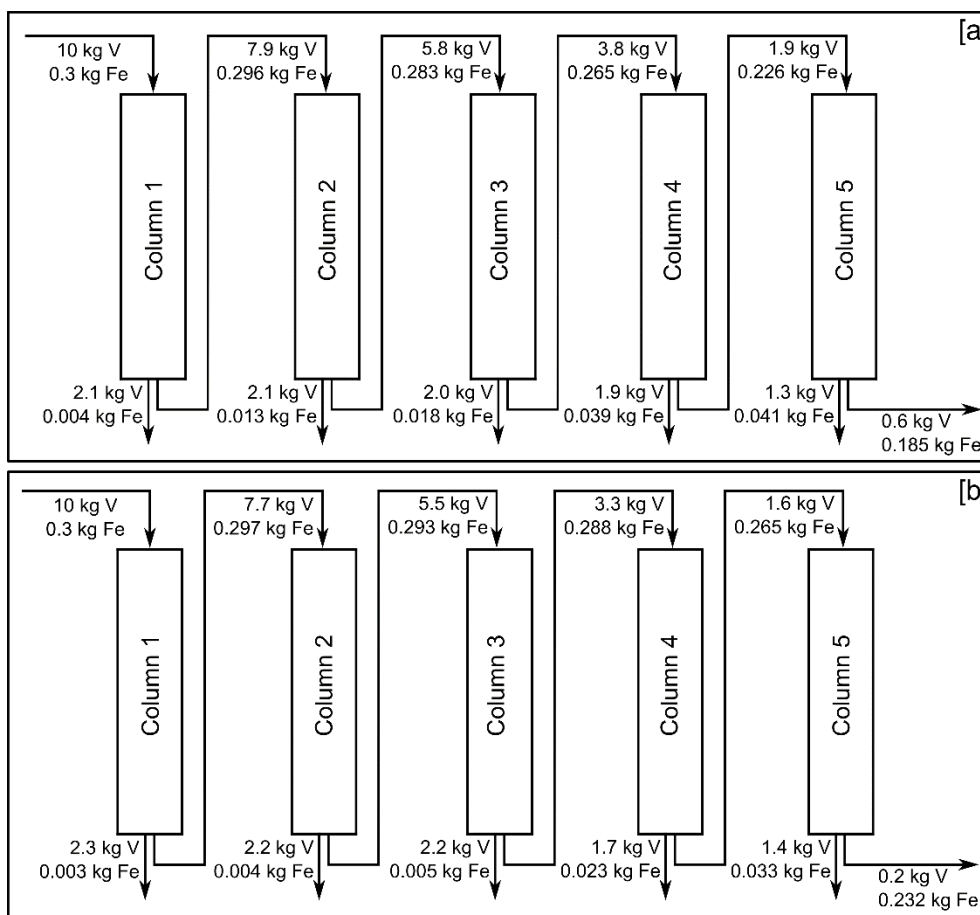 [a]
10 kg V
0.3 kg Fe
7.9 kg V
0.296 kg Fe
5.8 kg V
0.283 kg Fe
3.8 kg V
0.265 kg Fe
1.9 kg V
0.226 kg Fe
Column 1
Column 2
Column 3
Column 4
Column 5
2.1 kg V
0.004 kg Fe
2.1 kg V
0.013 kg Fe
2.0 kg V
0.018 kg Fe
1.9 kg V
0.039 kg Fe
1.3 kg V
0.041 kg Fe
0.6 kg V
0.185 kg Fe
[b]
10 kg V
0.3 kg Fe
7.7 kg V
0.297 kg Fe
5.5 kg V
0.293 kg Fe
3.3 kg V
0.288 kg Fe
1.6 kg V
0.265 kg Fe
Column 1
Column 2
Column 3
Column 4
Column 5
2.3 kg V
0.003 kg Fe
2.2 kg V
0.004 kg Fe
2.2 kg V
0.005 kg Fe
1.7 kg V
0.023 kg Fe
1.4 kg V
0.033 kg Fe
0.2 kg V
0.232 kg Fe